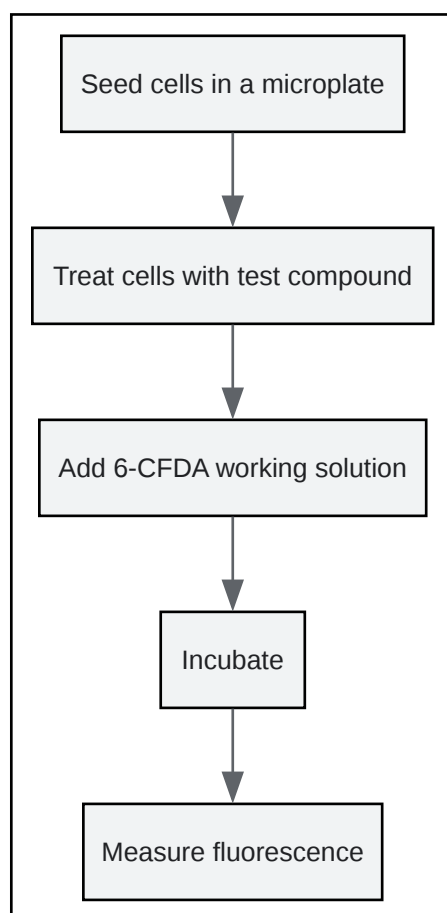 Seed cells in a microplate
Treat cells with test compound
Add 6-CFDA working solution
Incubate
Measure fluorescence